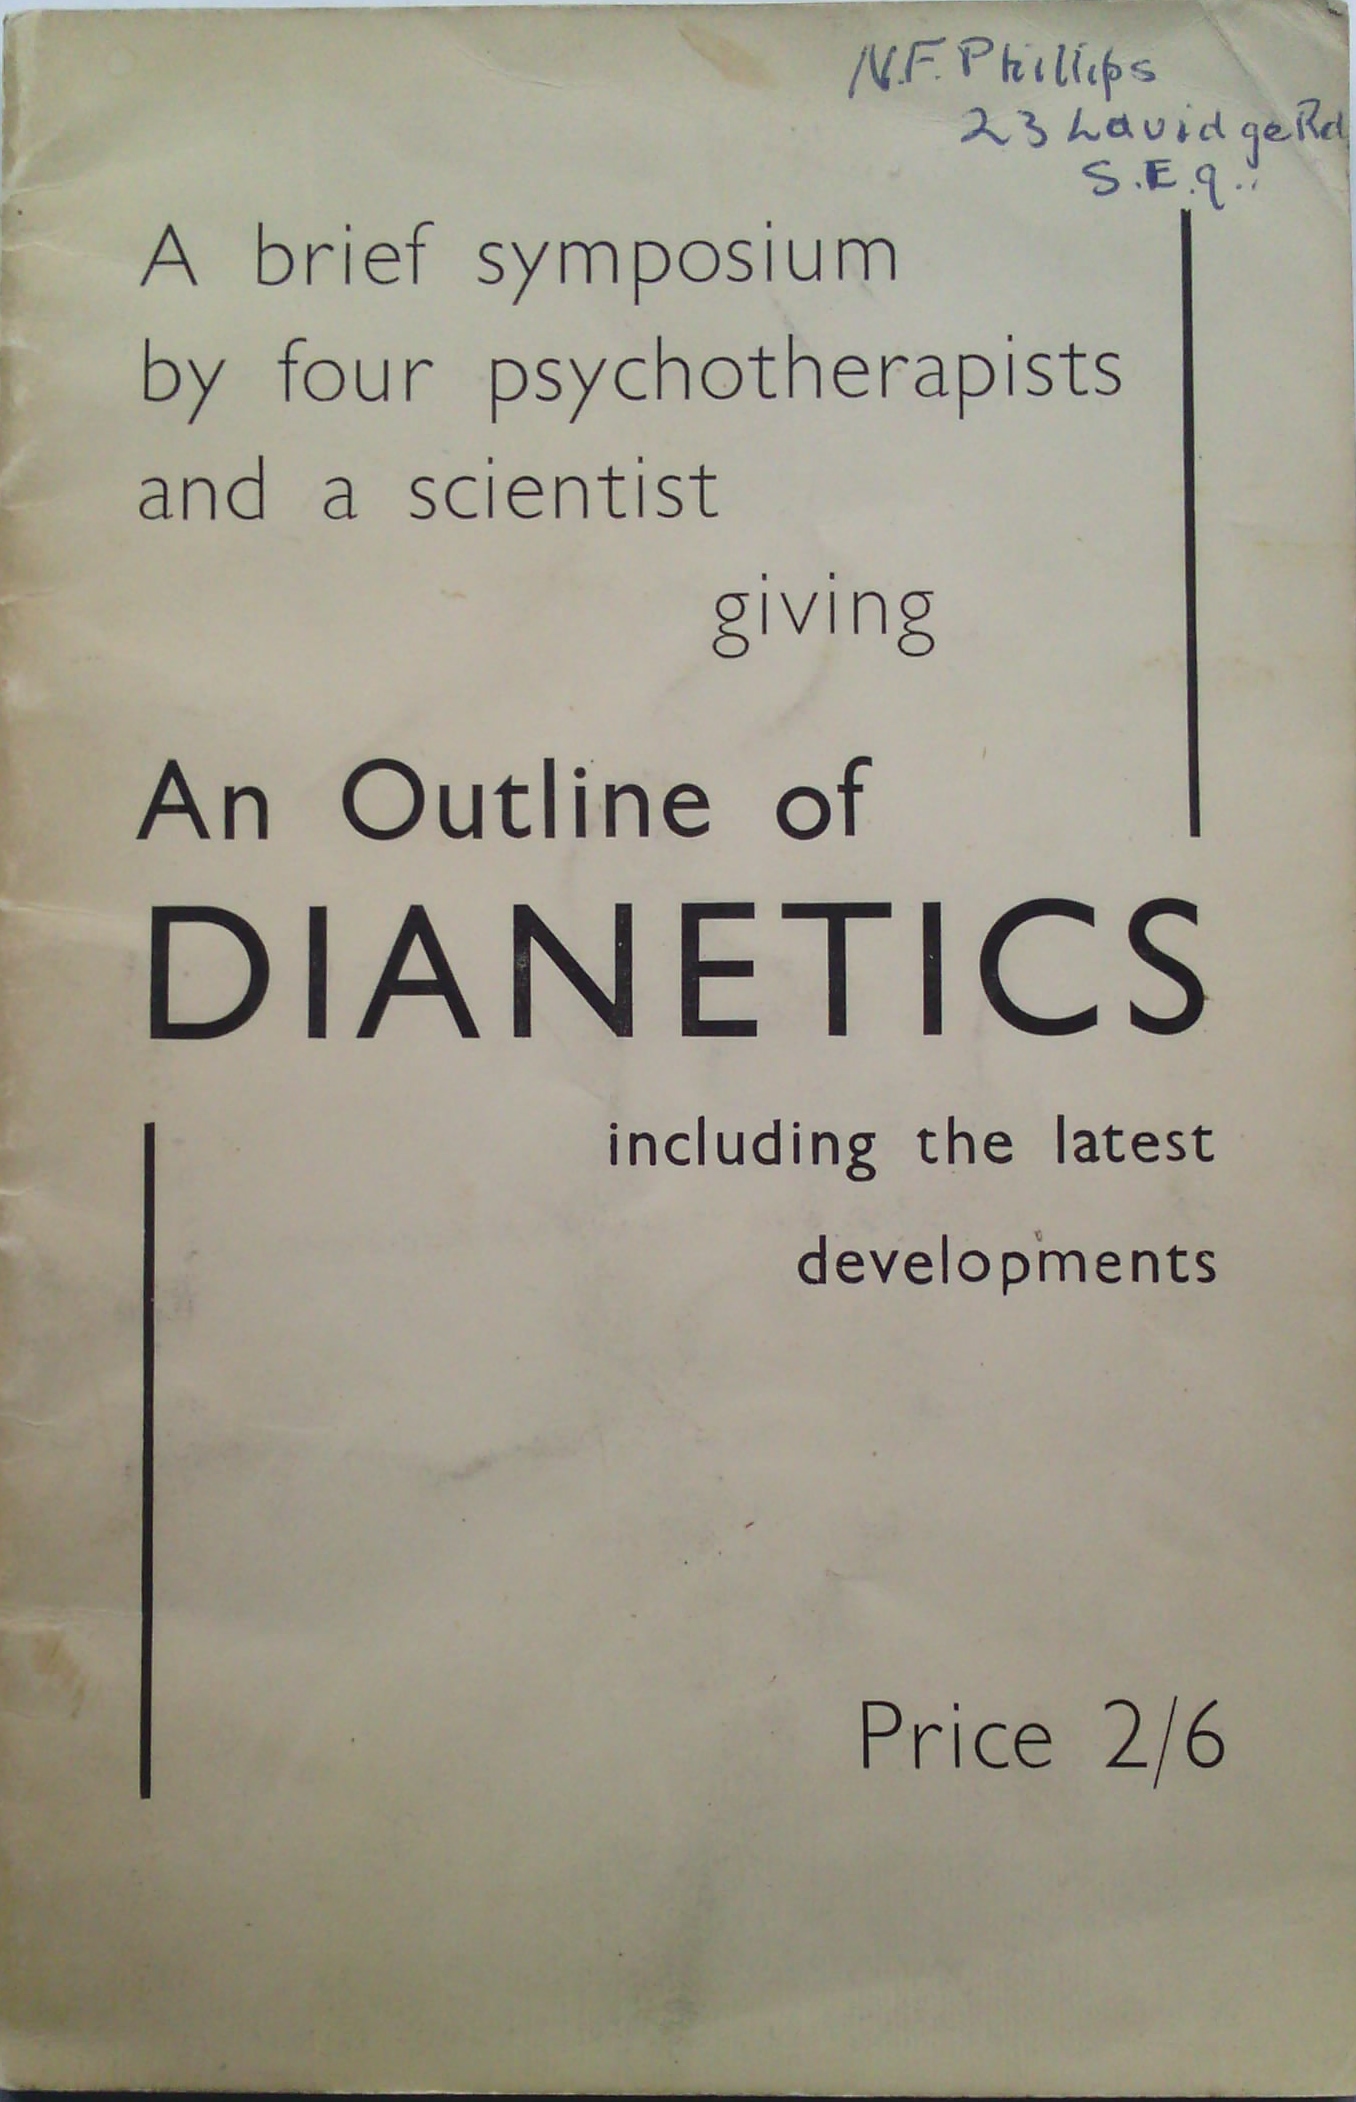 N.F. Phillips
23 Lavidge Rd
S.E.9.
A brief symposium
by four psychotherapists
and a scientist
giving
An Outline of
DIANETICS
including the latest
developments
Price 2/6